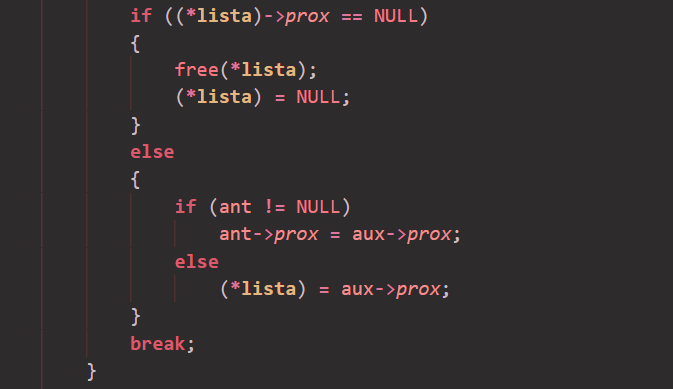 if ((*lista)->prox == NULL)
{
free(*lista);
(*lista) = NULL;
}
else
{
if (ant != NULL)
ant->prox = aux->prox;
else
(*lista) = aux->prox;
}
break;
}